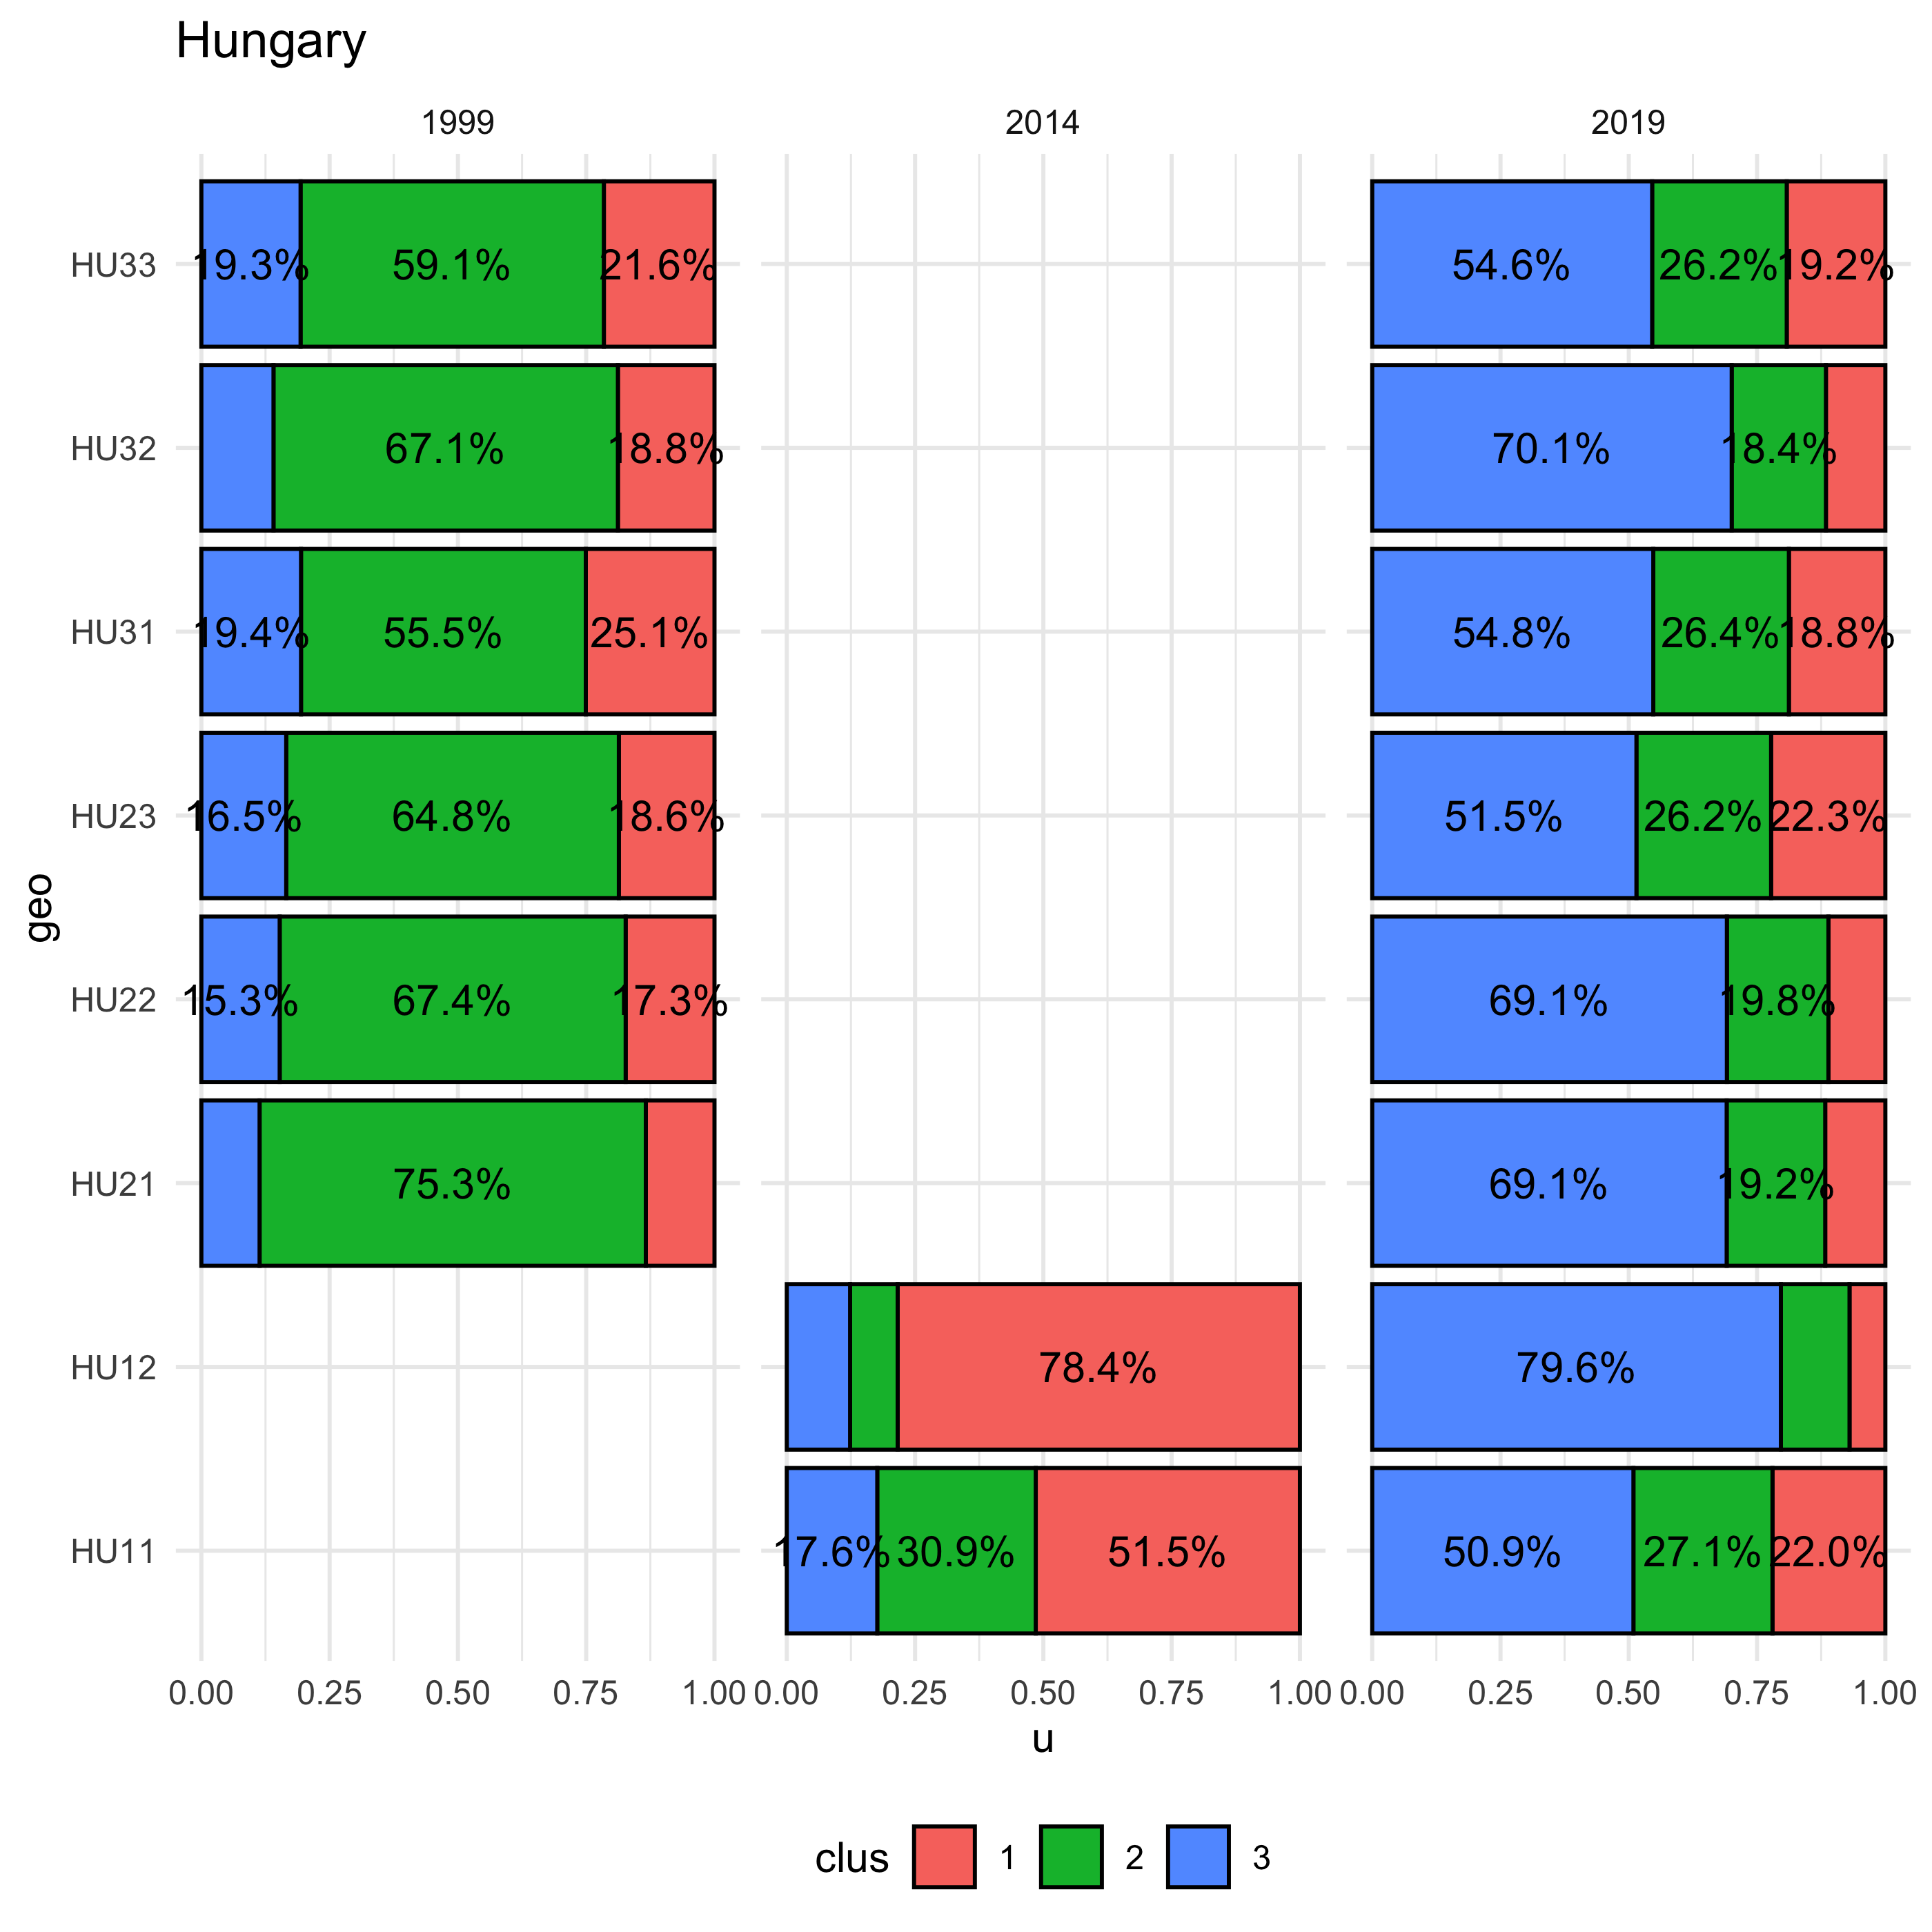 Hungary
1999 2014 2019
HU33 19.3% 59.1% 21.6% 54.6% 26.2% 19.2%
HU32 67.1% 18.8% 70.1% 18.4%
HU31 19.4% 55.5% 25.1% 54.8% 26.4% 18.8%
HU23 16.5% 64.8% 18.6% 51.5% 26.2% 22.3%
geo
HU22 15.3% 67.4% 17.3% 69.1% 19.8%
HU21 75.3% 69.1% 19.2%
HU12 78.4% 79.6%
HU11 17.6% 30.9% 51.5% 50.9% 27.1% 22.0%
0.00 0.25 0.50 0.75 1.00 0.00 0.25 0.50 0.75 1.00 0.00 0.25 0.50 0.75 1.00
u
clus 1 2 3